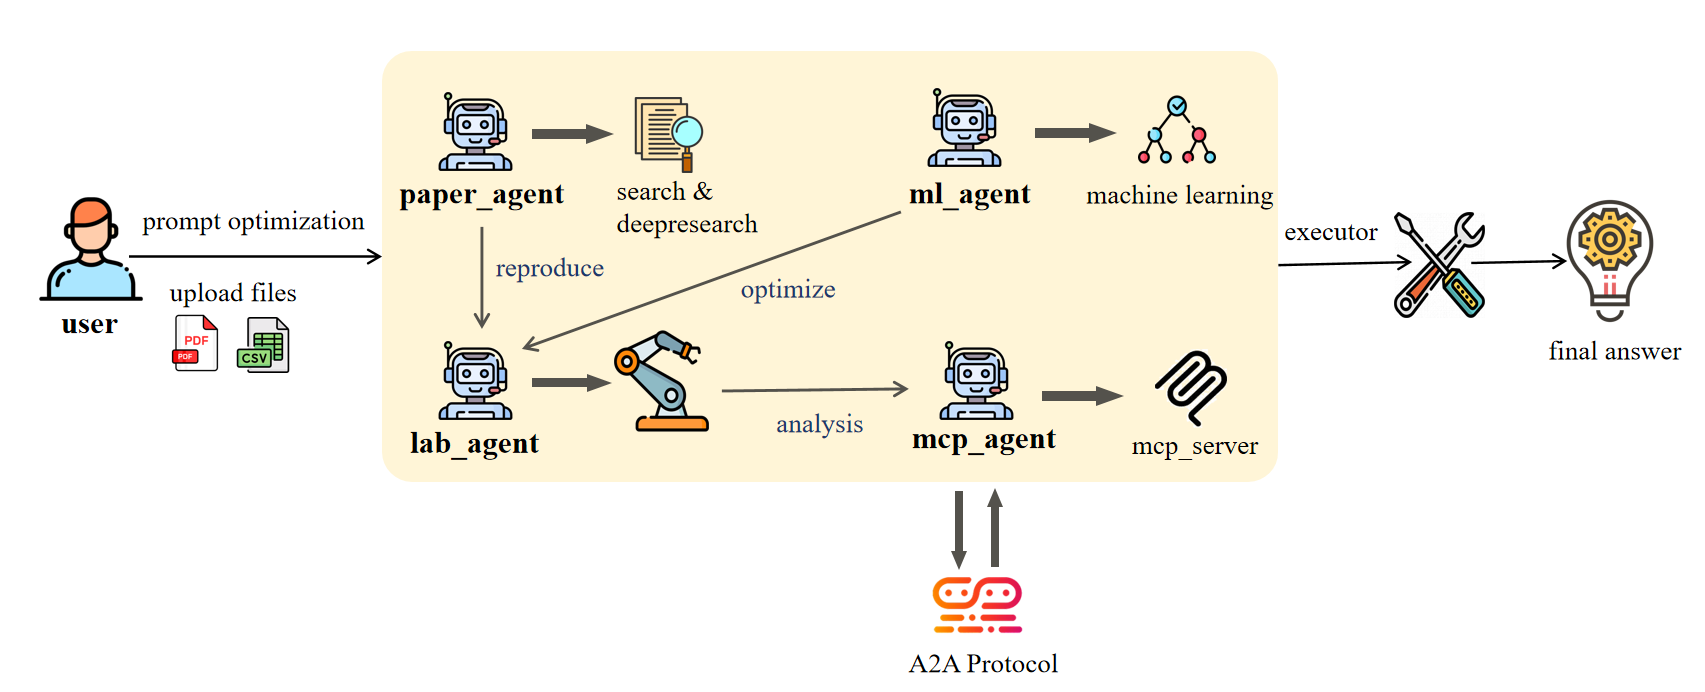 prompt optimization
upload files
PDF
PDF
CSV
user
paper_agent
search &
deepresearch
ml_agent
machine learning
reproduce
optimize
lab_agent
analysis
mcp_agent
mcp_server
executor
final answer
A2A Protocol